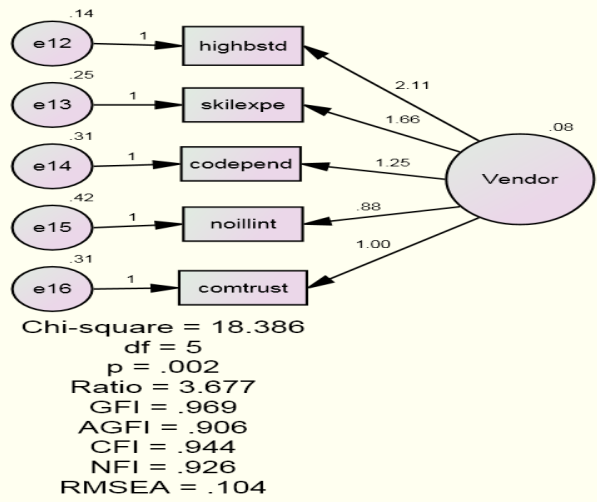 .14
e12 1 highbstd
2.11
.25
e13 1 skilexpe
1.66
.08
.31
e14 1 codepend
1.25
Vendor
.42
e15 1 noillint
.88
.31
e16 1 comtrust
1.00
Chi-square = 18.386
df = 5
p = .002
Ratio = 3.677
GFI = .969
AGFI = .906
CFI = .944
NFI = .926
RMSEA = .104